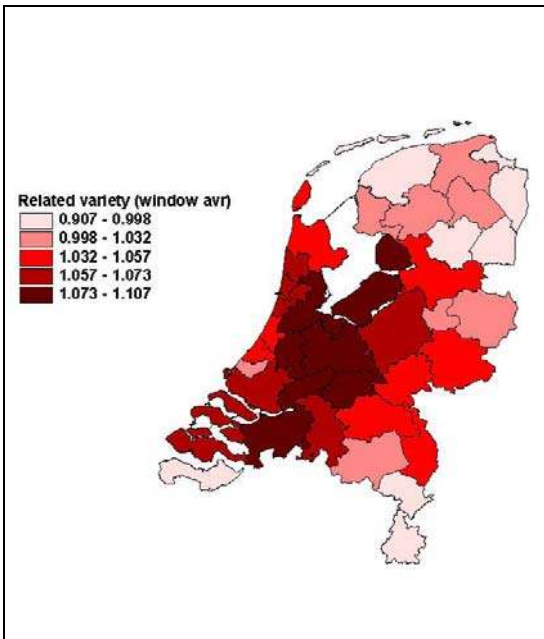 Related variety (window avr)
0.907 - 0.998
0.998 - 1.032
1.032 - 1.057
1.057 - 1.073
1.073 - 1.107